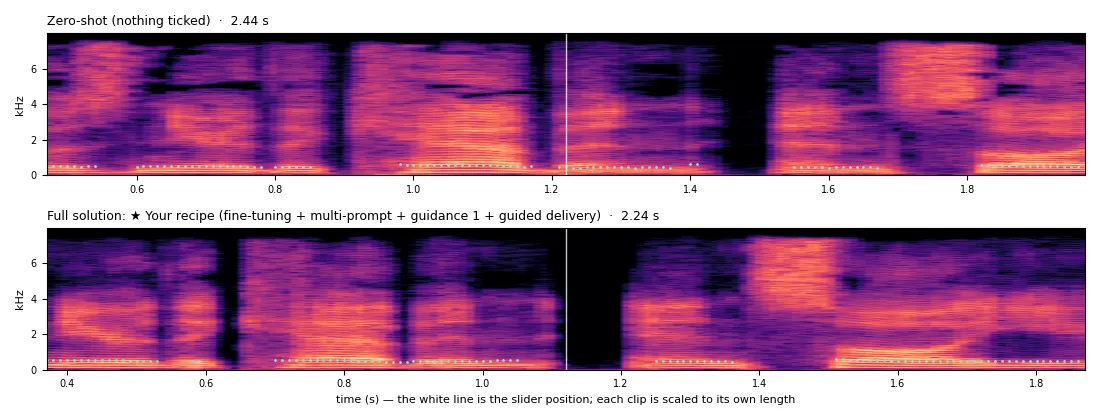 Zero-shot (nothing ticked) · 2.44 s
kHz
6
4
2
0
0.6 0.8 1.0 1.2 1.4 1.6 1.8
Full solution: ★ Your recipe (fine-tuning + multi-prompt + guidance 1 + guided delivery) · 2.24 s
kHz
6
4
2
0
0.4 0.6 0.8 1.0 1.2 1.4 1.6 1.8
time (s) — the white line is the slider position; each clip is scaled to its own length